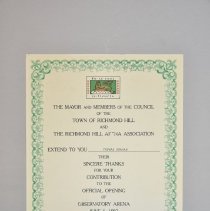 THE MAYOR AND MEMBERS OF THE COUNCIL
OF THE
TOWN OF RICHMOND HILL
AND
THE RICHMOND HILL ASSOCIATION
EXTEND TO YOU
THEIR
SINCERE THANKS
FOR YOUR
CONTRIBUTION
TO THE
OFFICIAL OPENING
OF
OBSERVATORY ARENA
JUNE